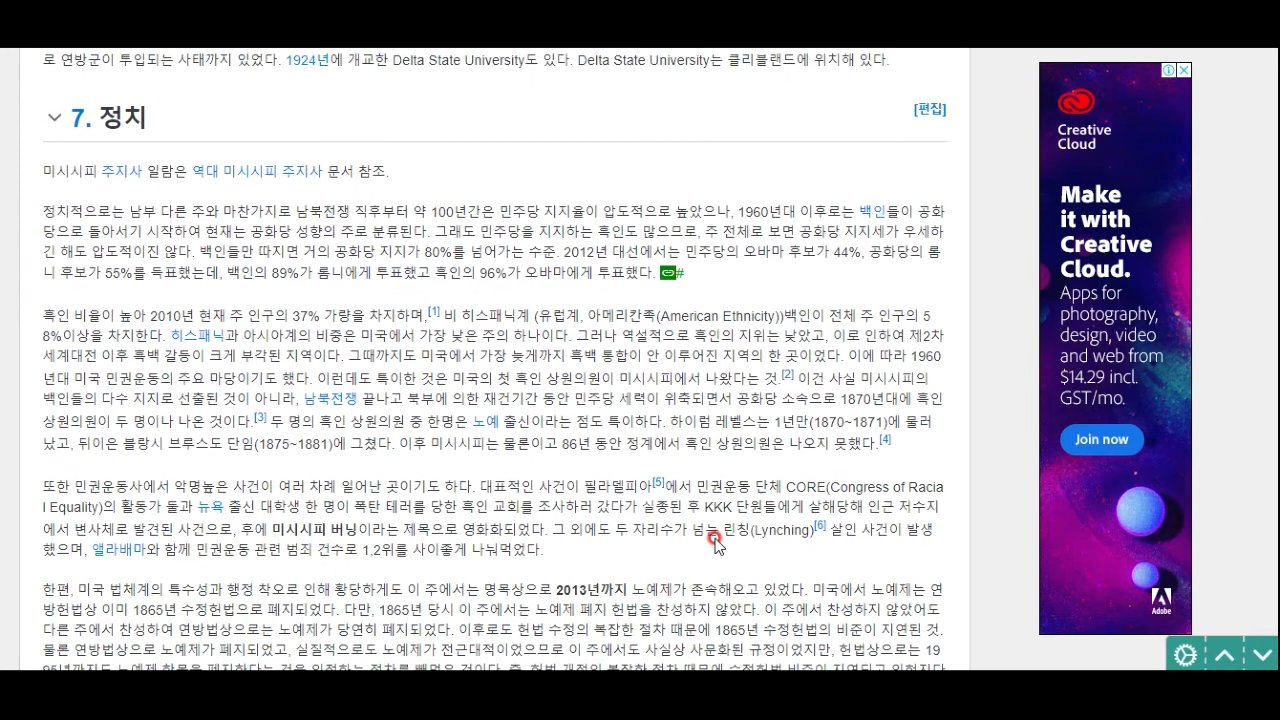 로 연방군이 투입되는 사태까지 있었다. 1924년에 개교한 Delta State University도 있다. Delta State University는 클리블랜드에 위치해 있다.
7. 정치
[편집]
미시시피 주지사 일람은 역대 미시시피 주지사 문서 참조.
정치적으로는 남부 다른 주와 마찬가지로 남북전쟁 직후부터 약 100년간은 민주당 지지율이 압도적으로 높았으나, 1960년대 이후로는 백인들이 공화
당으로 돌아서기 시작하여 현재는 공화당 성향의 주로 분류된다. 그래도 민주당을 지지하는 흑인도 많으므로, 주 전체로 보면 공화당 지지세가 우세하
긴 해도 압도적이진 않다. 백인들만 따지면 거의 공화당 지지가 80%를 넘어가는 수준. 2012년 대선에서는 민주당의 오바마 후보가 44%, 공화당의 롬
니 후보가 55%를 득표했는데, 백인의 89%가 롬니에게 투표했고 흑인의 96%가 오바마에게 투표했다. #
흑인 비율이 높아 2010년 현재 주 인구의 37% 가량을 차지하며,[1] 비 히스패닉계 (유럽계, 아메리칸족(American Ethnicity))백인이 전체 주 인구의 5
8%이상을 차지한다. 히스패닉과 아시아계의 비중은 미국에서 가장 낮은 주의 하나이다. 그러나 역설적으로 흑인의 지위는 낮았고, 이로 인하여 제2차
세계대전 이후 흑백 갈등이 크게 부각된 지역이다. 그때까지도 미국에서 가장 늦게까지 흑백 통합이 안 이루어진 지역의 한 곳이었다. 이에 따라 1960
년대 미국 민권운동의 주요 마당이기도 했다. 이런데도 특이한 것은 미국의 첫 흑인 상원의원이 미시시피에서 나왔다는 것.[2] 이건 사실 미시시피의
백인들의 다수 지지로 선출된 것이 아니라, 남북전쟁 끝나고 북부에 의한 재건기간 동안 민주당 세력이 위축되면서 공화당 소속으로 1870년대에 흑인
상원의원이 두 명이나 나온 것이다.[3] 두 명의 흑인 상원의원 중 한명은 노예 출신이라는 점도 특이하다. 하이럼 레벨스는 1년만(1870~1871)에 물러
났고, 뒤이은 블랑시 브루스도 단임(1875~1881)에 그쳤다. 이후 미시시피는 물론이고 86년 동안 정계에서 흑인 상원의원은 나오지 못했다.[4]
또한 민권운동사에서 악명높은 사건이 여러 차례 일어난 곳이기도 하다. 대표적인 사건이 필라델피아[5]에서 민권운동 단체 CORE(Congress of Racia
l Equality)의 활동가 둘과 뉴욕 출신 대학생 한 명이 폭탄 테러를 당한 흑인 교회를 조사하러 갔다가 실종된 후 KKK 단원들에게 살해당해 인근 저수지
에서 변사체로 발견된 사건으로, 후에 미시시피 버닝이라는 제목으로 영화화되었다. 그 외에도 두 자리수가 넘는 린칭(Lynching)[6] 살인 사건이 발생
했으며, 앨라배마와 함께 민권운동 관련 범죄 건수로 1,2위를 사이좋게 나눠먹었다.
한편, 미국 법체계의 특수성과 행정 착오로 인해 황당하게도 이 주에서는 명목상으로 2013년까지 노예제가 존속해오고 있었다. 미국에서 노예제는 연
방헌법상 이미 1865년 수정헌법으로 폐지되었다. 다만, 1865년 당시 이 주에서는 노예제 폐지 헌법을 찬성하지 않았다. 이 주에서 찬성하지 않았어도
다른 주에서 찬성하여 연방법상으로는 노예제가 당연히 폐지되었다. 이후로도 헌법 수정의 복잡한 절차 때문에 1865년 수정헌법의 비준이 지연된 것.
물론 연방법상으로 노예제가 폐지되었고, 실질적으로도 노예제가 전근대적이었으므로 이 주에서도 사실상 사문화된 규정이었지만, 헌법상으로는 19
Creative
Cloud
Make
it with
Creative
Cloud.
Apps for
photography,
design, video
and web from
$14.29 incl.
GST/mo.
Join now
Adobe